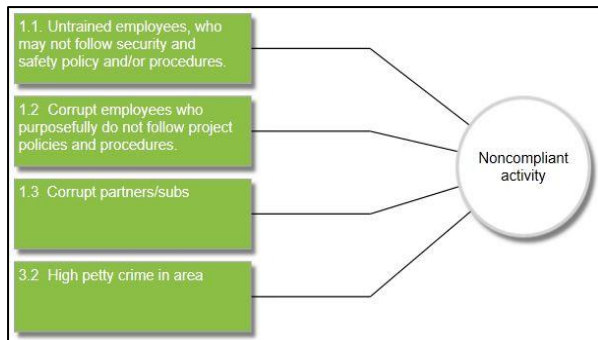 1.1. Untrained employees, who
may not follow security and
safety policy and/or procedures.
1.2 Corrupt employees who
purposefully do not follow project
policies and procedures.
1.3 Corrupt partners/subs
3.2 High petty crime in area
Noncompliant
activity